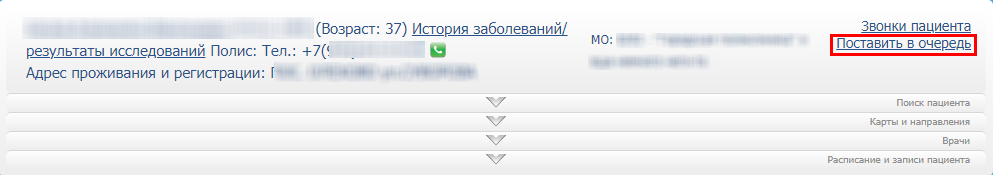 (Возраст: 37) История заболеваний/
результаты исследований Полис: Тел.: +7(
Адрес проживания и регистрации:
МО:
Звонки пациента
Поставить в очередь
Поиск пациента
Карты и направления
Врачи
Расписание и записи пациента